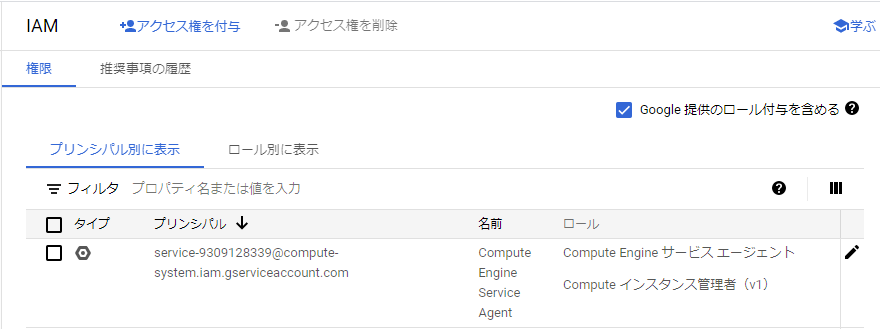 IAM アクセス権を付与 アクセス権を削除 学ぶ
権限 推奨事項の履歴
Google 提供のロール付与を含める
プリンシパル別に表示 ロール別に表示
フィルタ プロパティ名または値を入力
タイプ プリンシパル 名前 ロール
service-9309128339@compute-
system.iam.gserviceaccount.com
Compute
Engine
Service
Agent
Compute Engine サービス エージェント
Compute インスタンス管理者（v1）